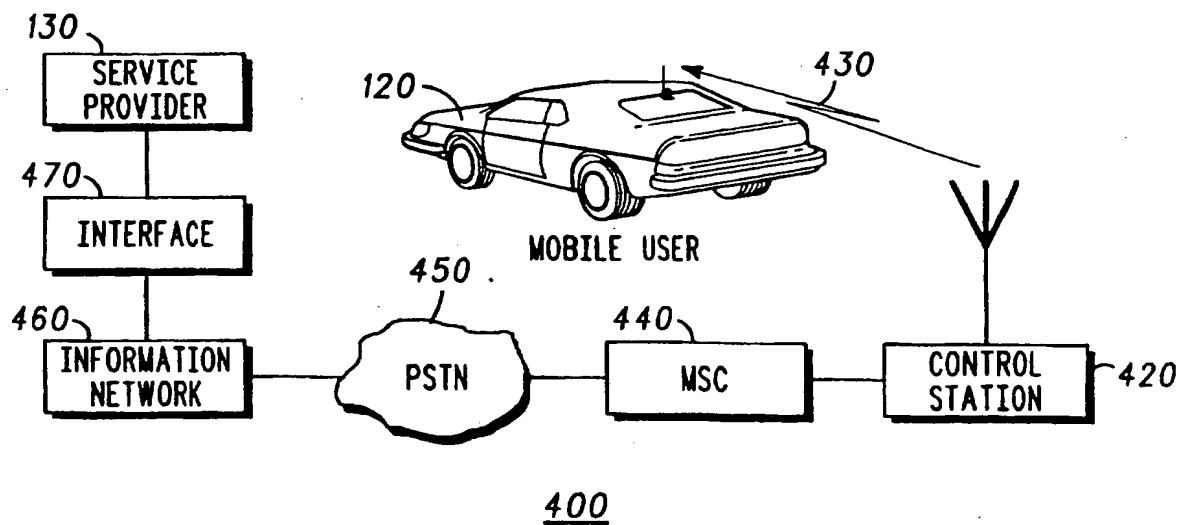 130
SERVICE
PROVIDER
120
430
470
INTERFACE
MOBILE USER
450
460
440
INFORMATION
NETWORK
PSTN
MSC
CONTROL
STATION
420
400